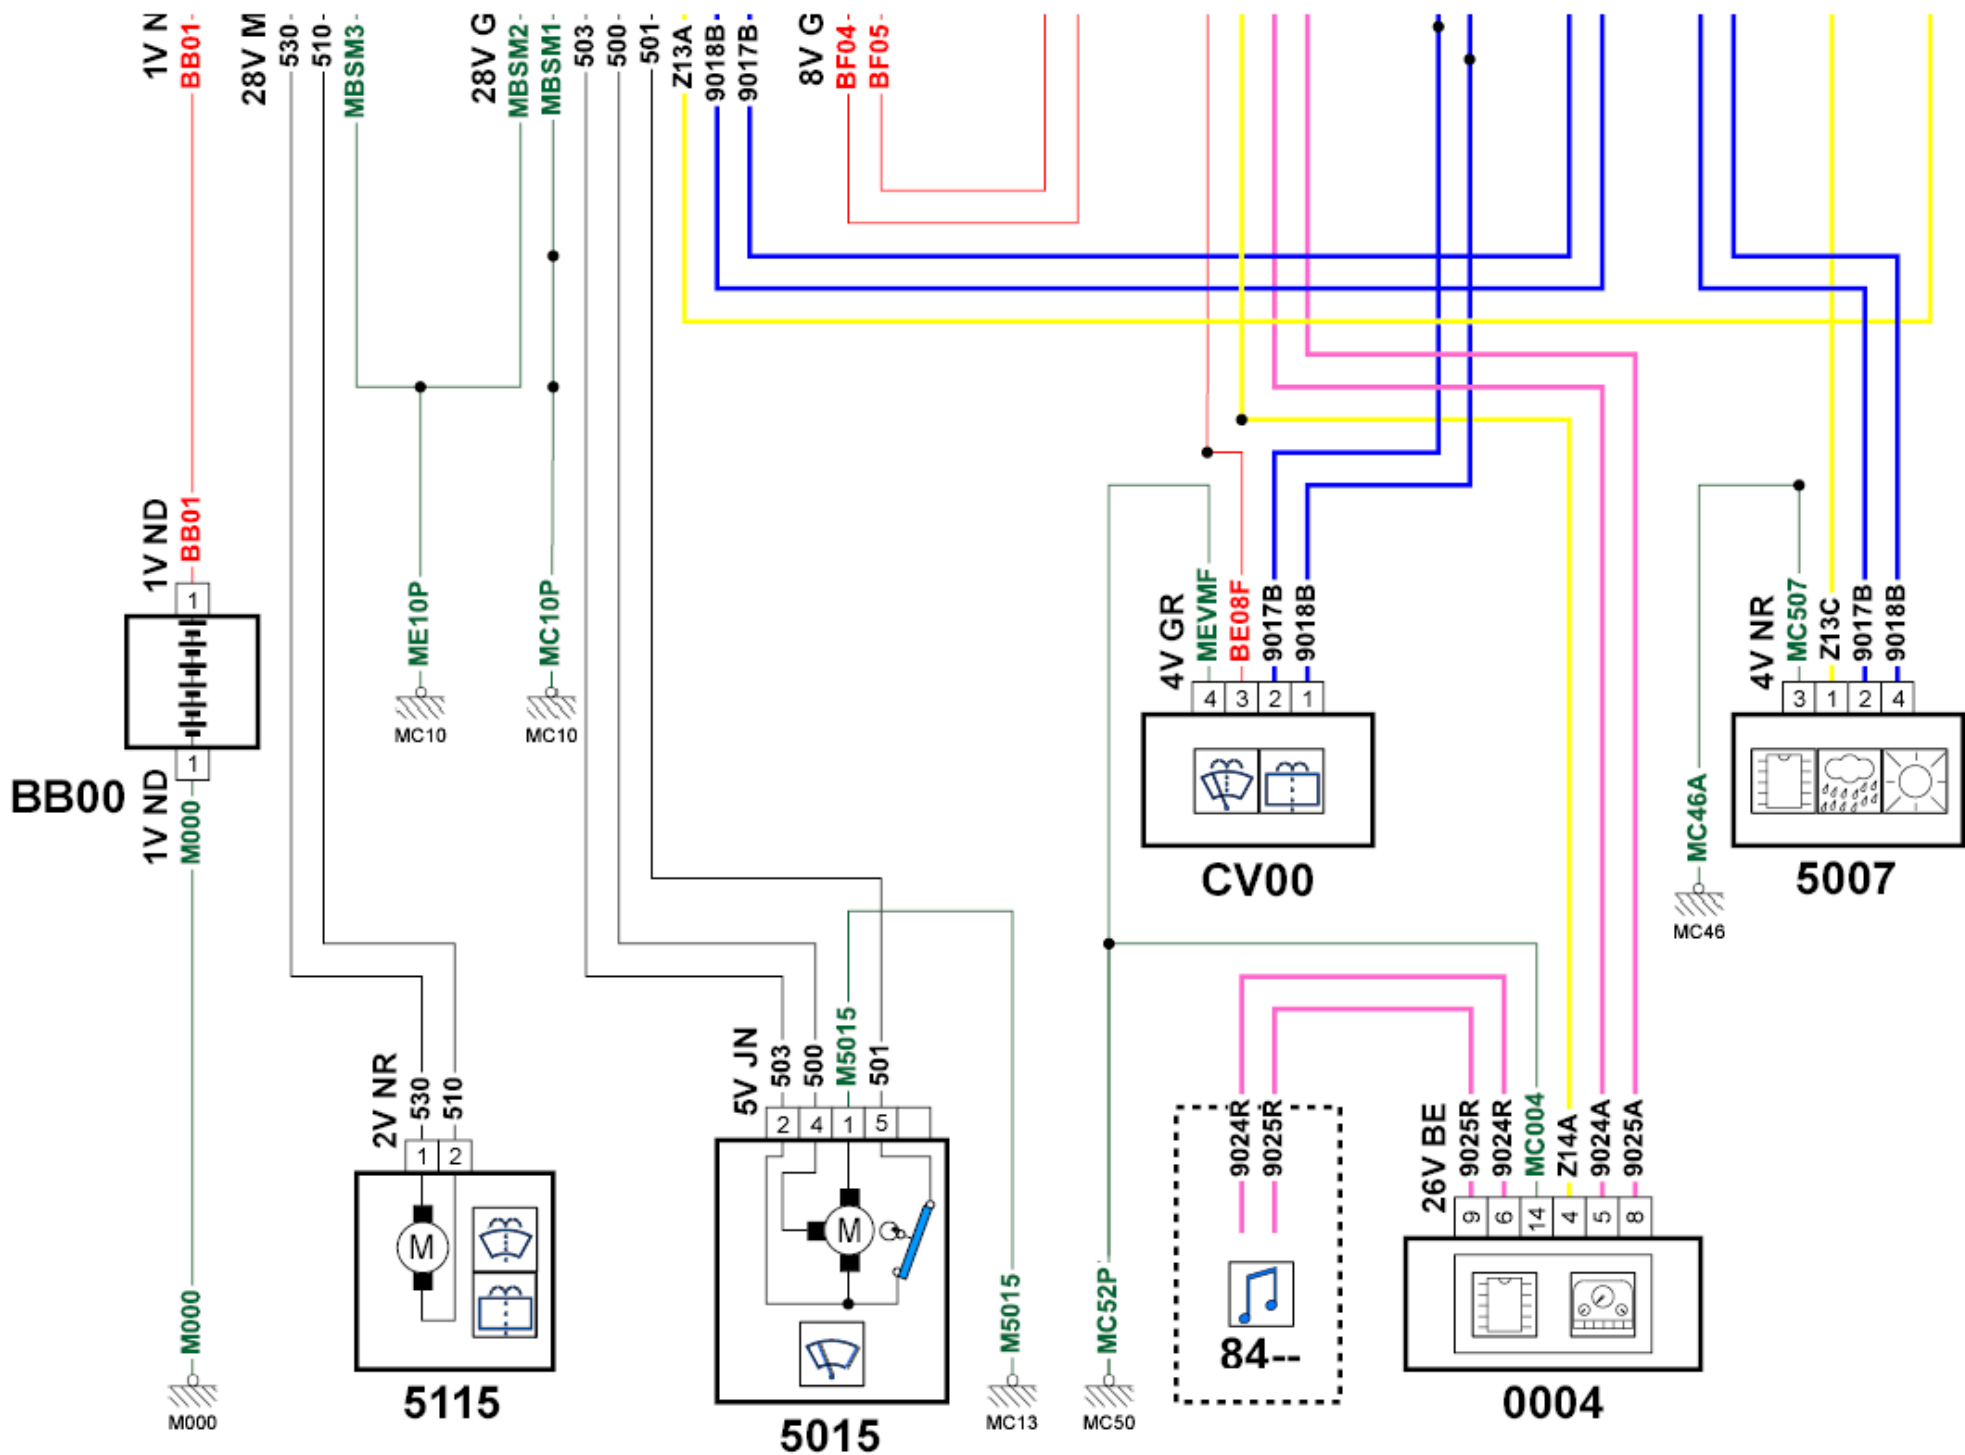 1V N
BB01
28V M
530
510
MBSM3
28V G
MBSM2
MBSM1
503
500
501
Z13A
9018B
9017B
8V G
BF04
BF05
1V ND
BB01
1
BB00
1
1V ND
M000
M000
M000
ME10P
MC10
MC10P
MC10
4V GR
MEVMF
BE08F
9017B
9018B
4
3
2
1
CV00
4V NR
MC507
Z13C
9017B
9018B
3
1
2
4
5007
MC46A
MC46
2V NR
530
510
1
2
M
5115
5V JN
503
500
M5015
501
2
4
1
5
M
5015
M5015
MC13
MC52P
MC50
9024R
9025R
84--
26V BE
9025R
9024R
MC004
Z14A
9024A
9025A
9
6
14
4
5
8
0004